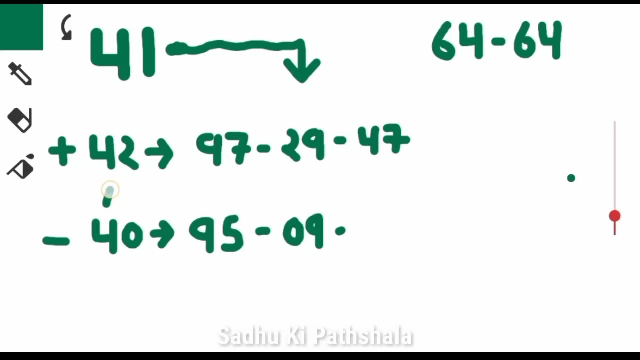 41 → 64-64
+ 42 → 97-29-47
- 40 → 95-09-
Sadhu Ki Pathshala